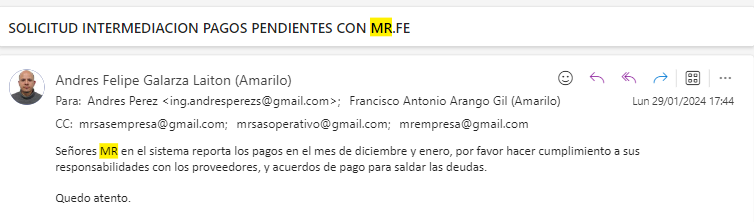 SOLICITUD INTERMEDIACION PAGOS PENDIENTES CON MR.FE
Andres Felipe Galarza Laiton (Amarilo)
Para: Andres Perez <ing.andresperezs@gmail.com>; Francisco Antonio Arango Gil (Amarilo)
Lun 29/01/2024 17:44
CC: mrsasempresa@gmail.com; mrsasoperativo@gmail.com; mrempresa@gmail.com
Señores MR en el sistema reporta los pagos en el mes de diciembre y enero, por favor hacer cumplimiento a sus
responsabilidades con los proveedores, y acuerdos de pago para saldar las deudas.
Quedo atento.